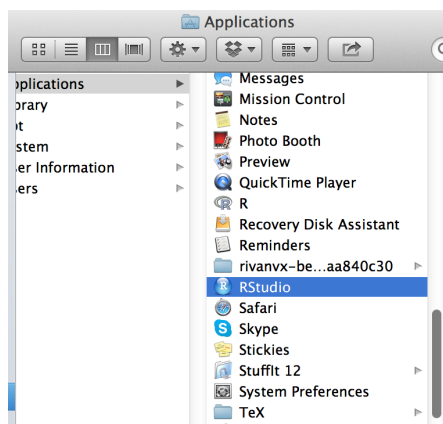 Applications
pplications
brary
pt
stem
er Information
ers
Messages
Mission Control
Notes
Photo Booth
Preview
QuickTime Player
R
Recovery Disk Assistant
Reminders
rivanvx-be...aa840c30
RStudio
Safari
Skype
Stickies
StuffIt 12
System Preferences
TeX